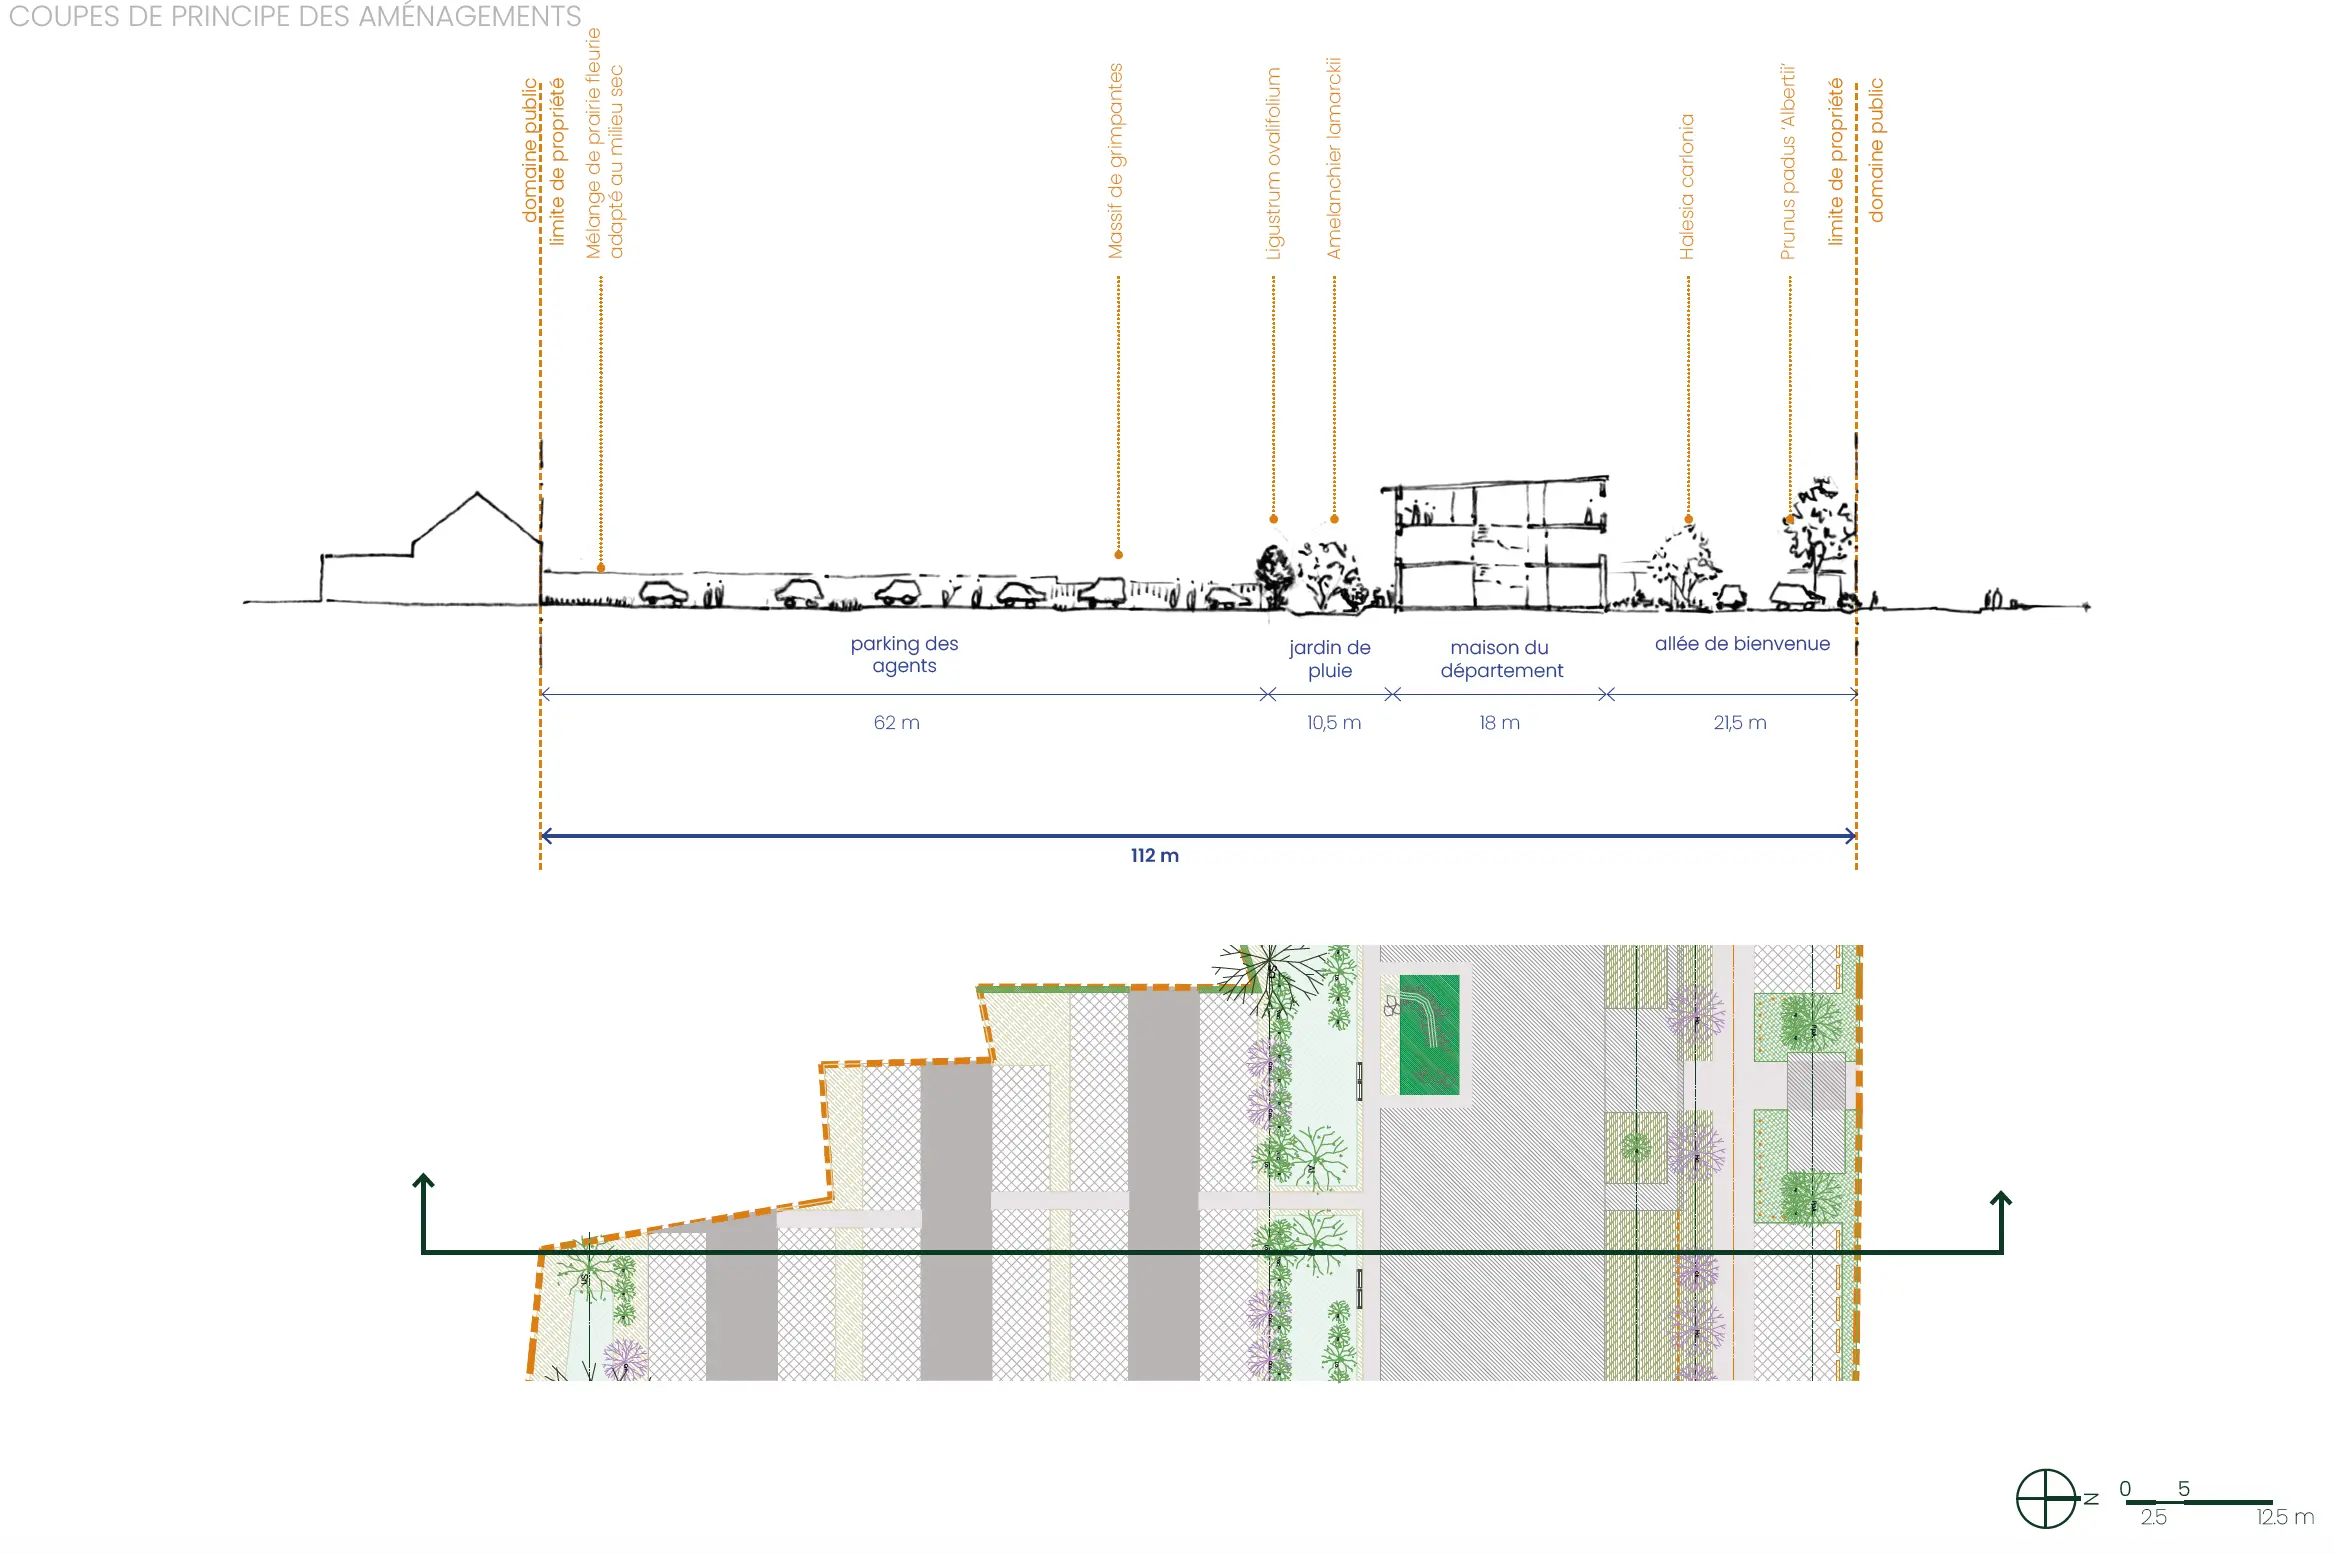 COUPES DE PRINCIPE DES AMÉNAGEMENTS
domaine public
limite de propriété
Mélange de prairie fleurie
adapté au milieu sec
Massif de grimpantes
Ligustrum ovalifolium
Amelanchier lamarckii
Halesia carlonia
Prunus padus ‘Albertii’
limite de propriété
domaine public
parking des
agents
jardin de
pluie
maison du
département
allée de bienvenue
62 m
10,5 m
18 m
21,5 m
112 m
N
0
5
2.5
12.5 m